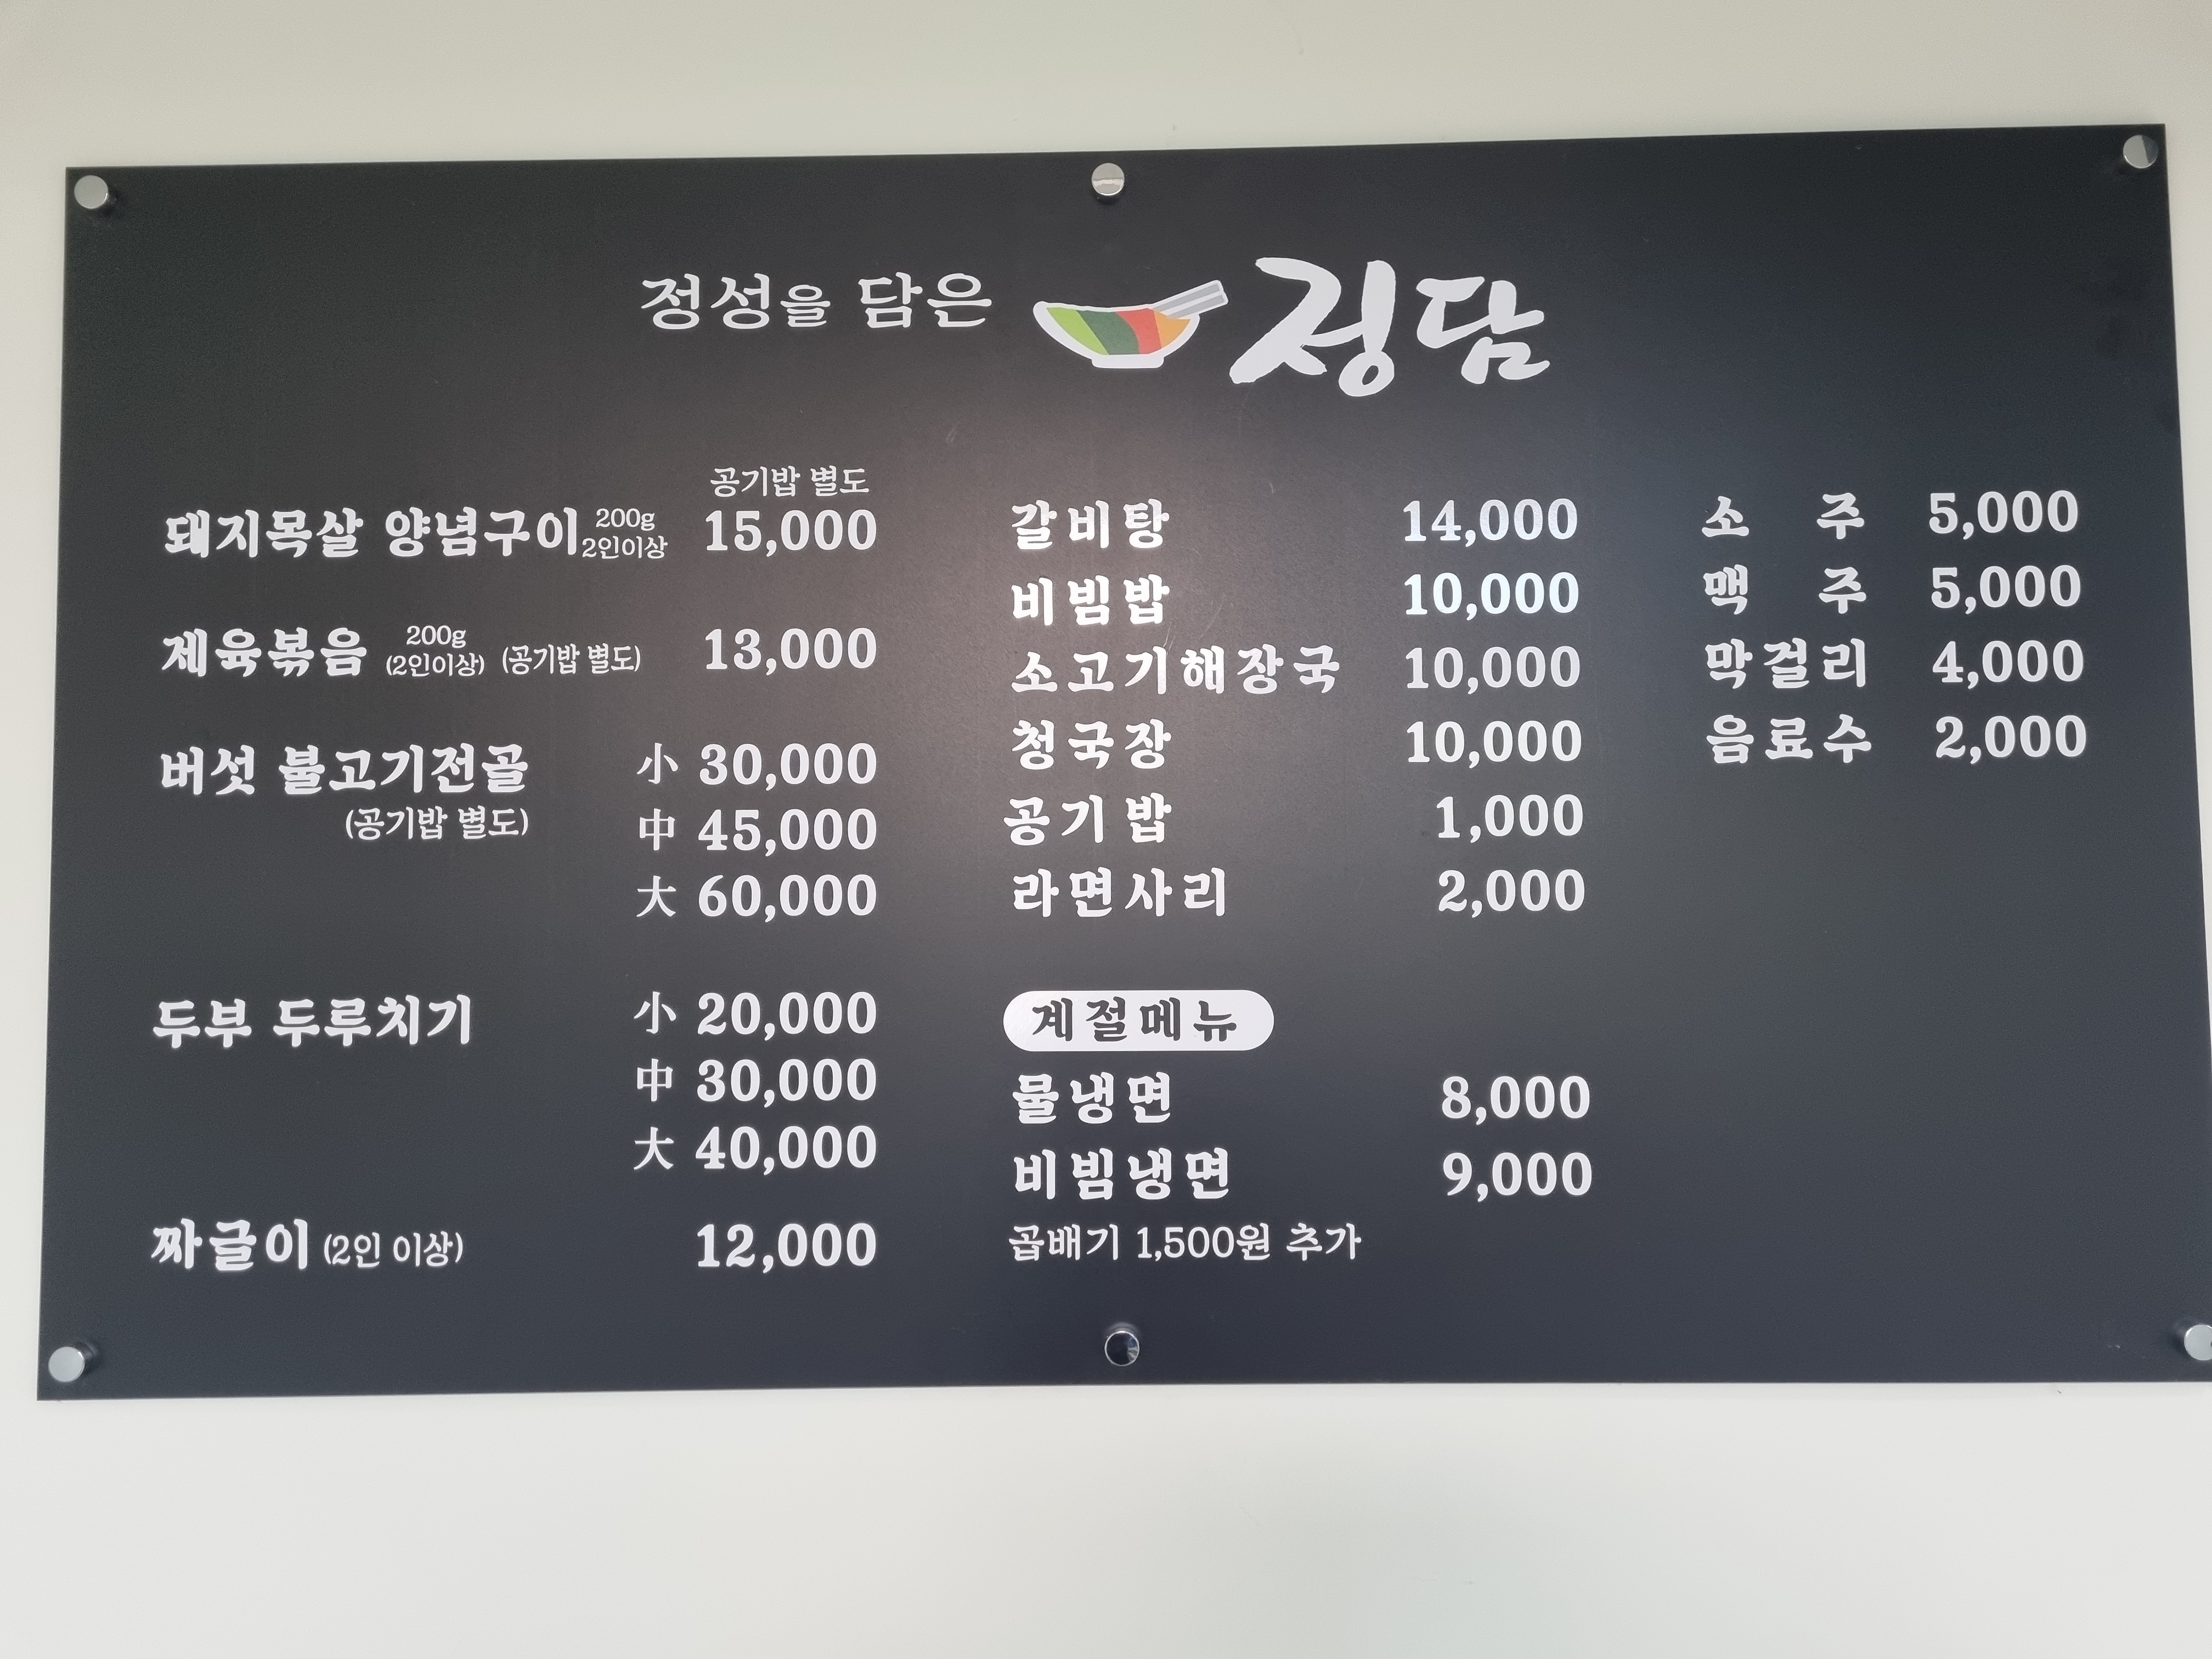 정성을 담은 정담
공기밥 별도
돼지목살 양념구이 200g 2인이상 15,000
제육볶음 200g (2인이상) (공기밥 별도) 13,000
버섯 불고기전골 小 30,000
(공기밥 별도) 中 45,000
大 60,000
두부 두루치기 小 20,000
中 30,000
大 40,000
짜글이 (2인 이상) 12,000
갈비탕 14,000
비빔밥 10,000
소고기해장국 10,000
청국장 10,000
공기밥 1,000
라면사리 2,000
계절메뉴
물냉면 8,000
비빔냉면 9,000
곱배기 1,500원 추가
소주 5,000
맥주 5,000
막걸리 4,000
음료수 2,000